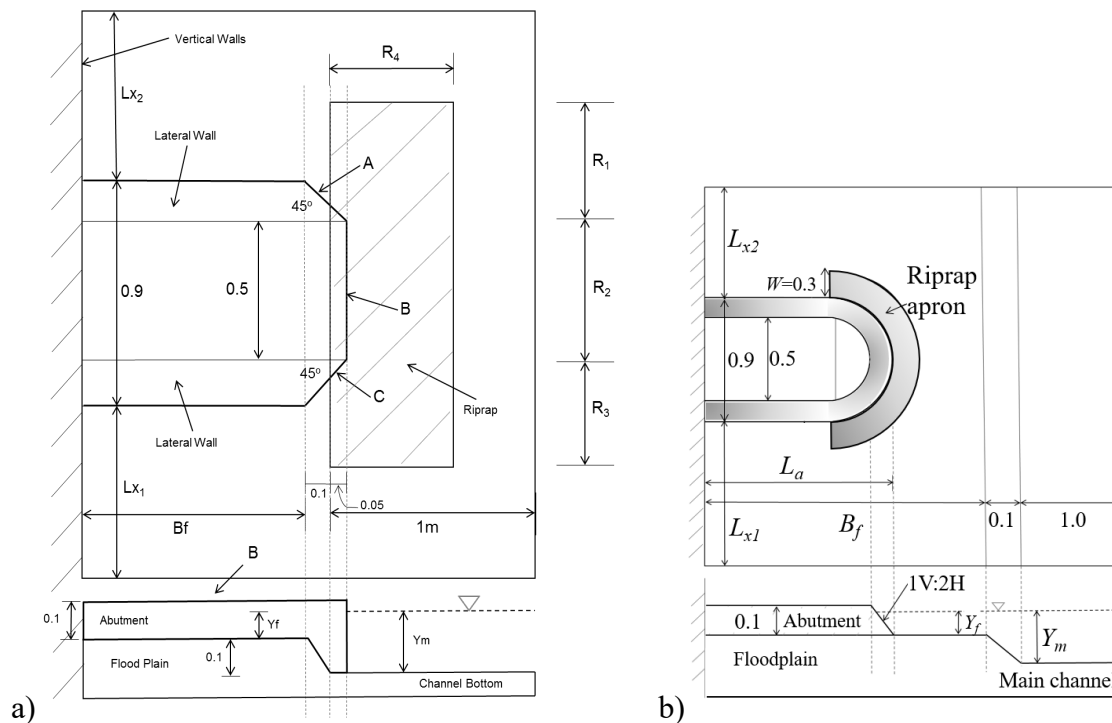 Vertical Walls
R₄
Lx₂
Lateral Wall
A
R₁
45°
0.9
0.5
R₂
B
45°
C
R₃
Lateral Wall
Riprap
Lx₁
0.1
0.05
Bf
1m
B
0.1
Abutment
Yf
Ym
Flood Plain
0.1
Channel Bottom
a)
Lx2
W=0.3
Riprap
apron
0.9
0.5
La
Lx1
Bf
0.1
1.0
1V:2H
0.1
Abutment
Yf
Ym
Floodplain
Main channel
b)